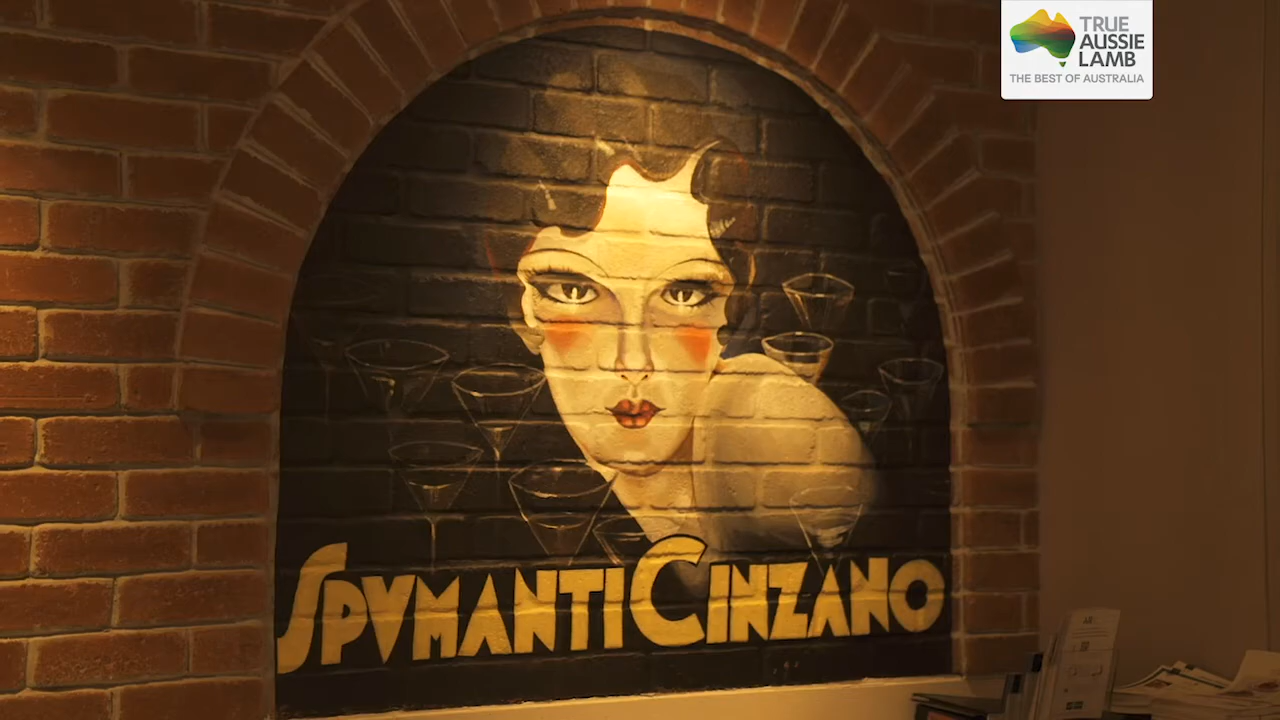 TRUE
AUSSIE
LAMB
THE BEST OF AUSTRALIA
SPVMANTI CINZANO